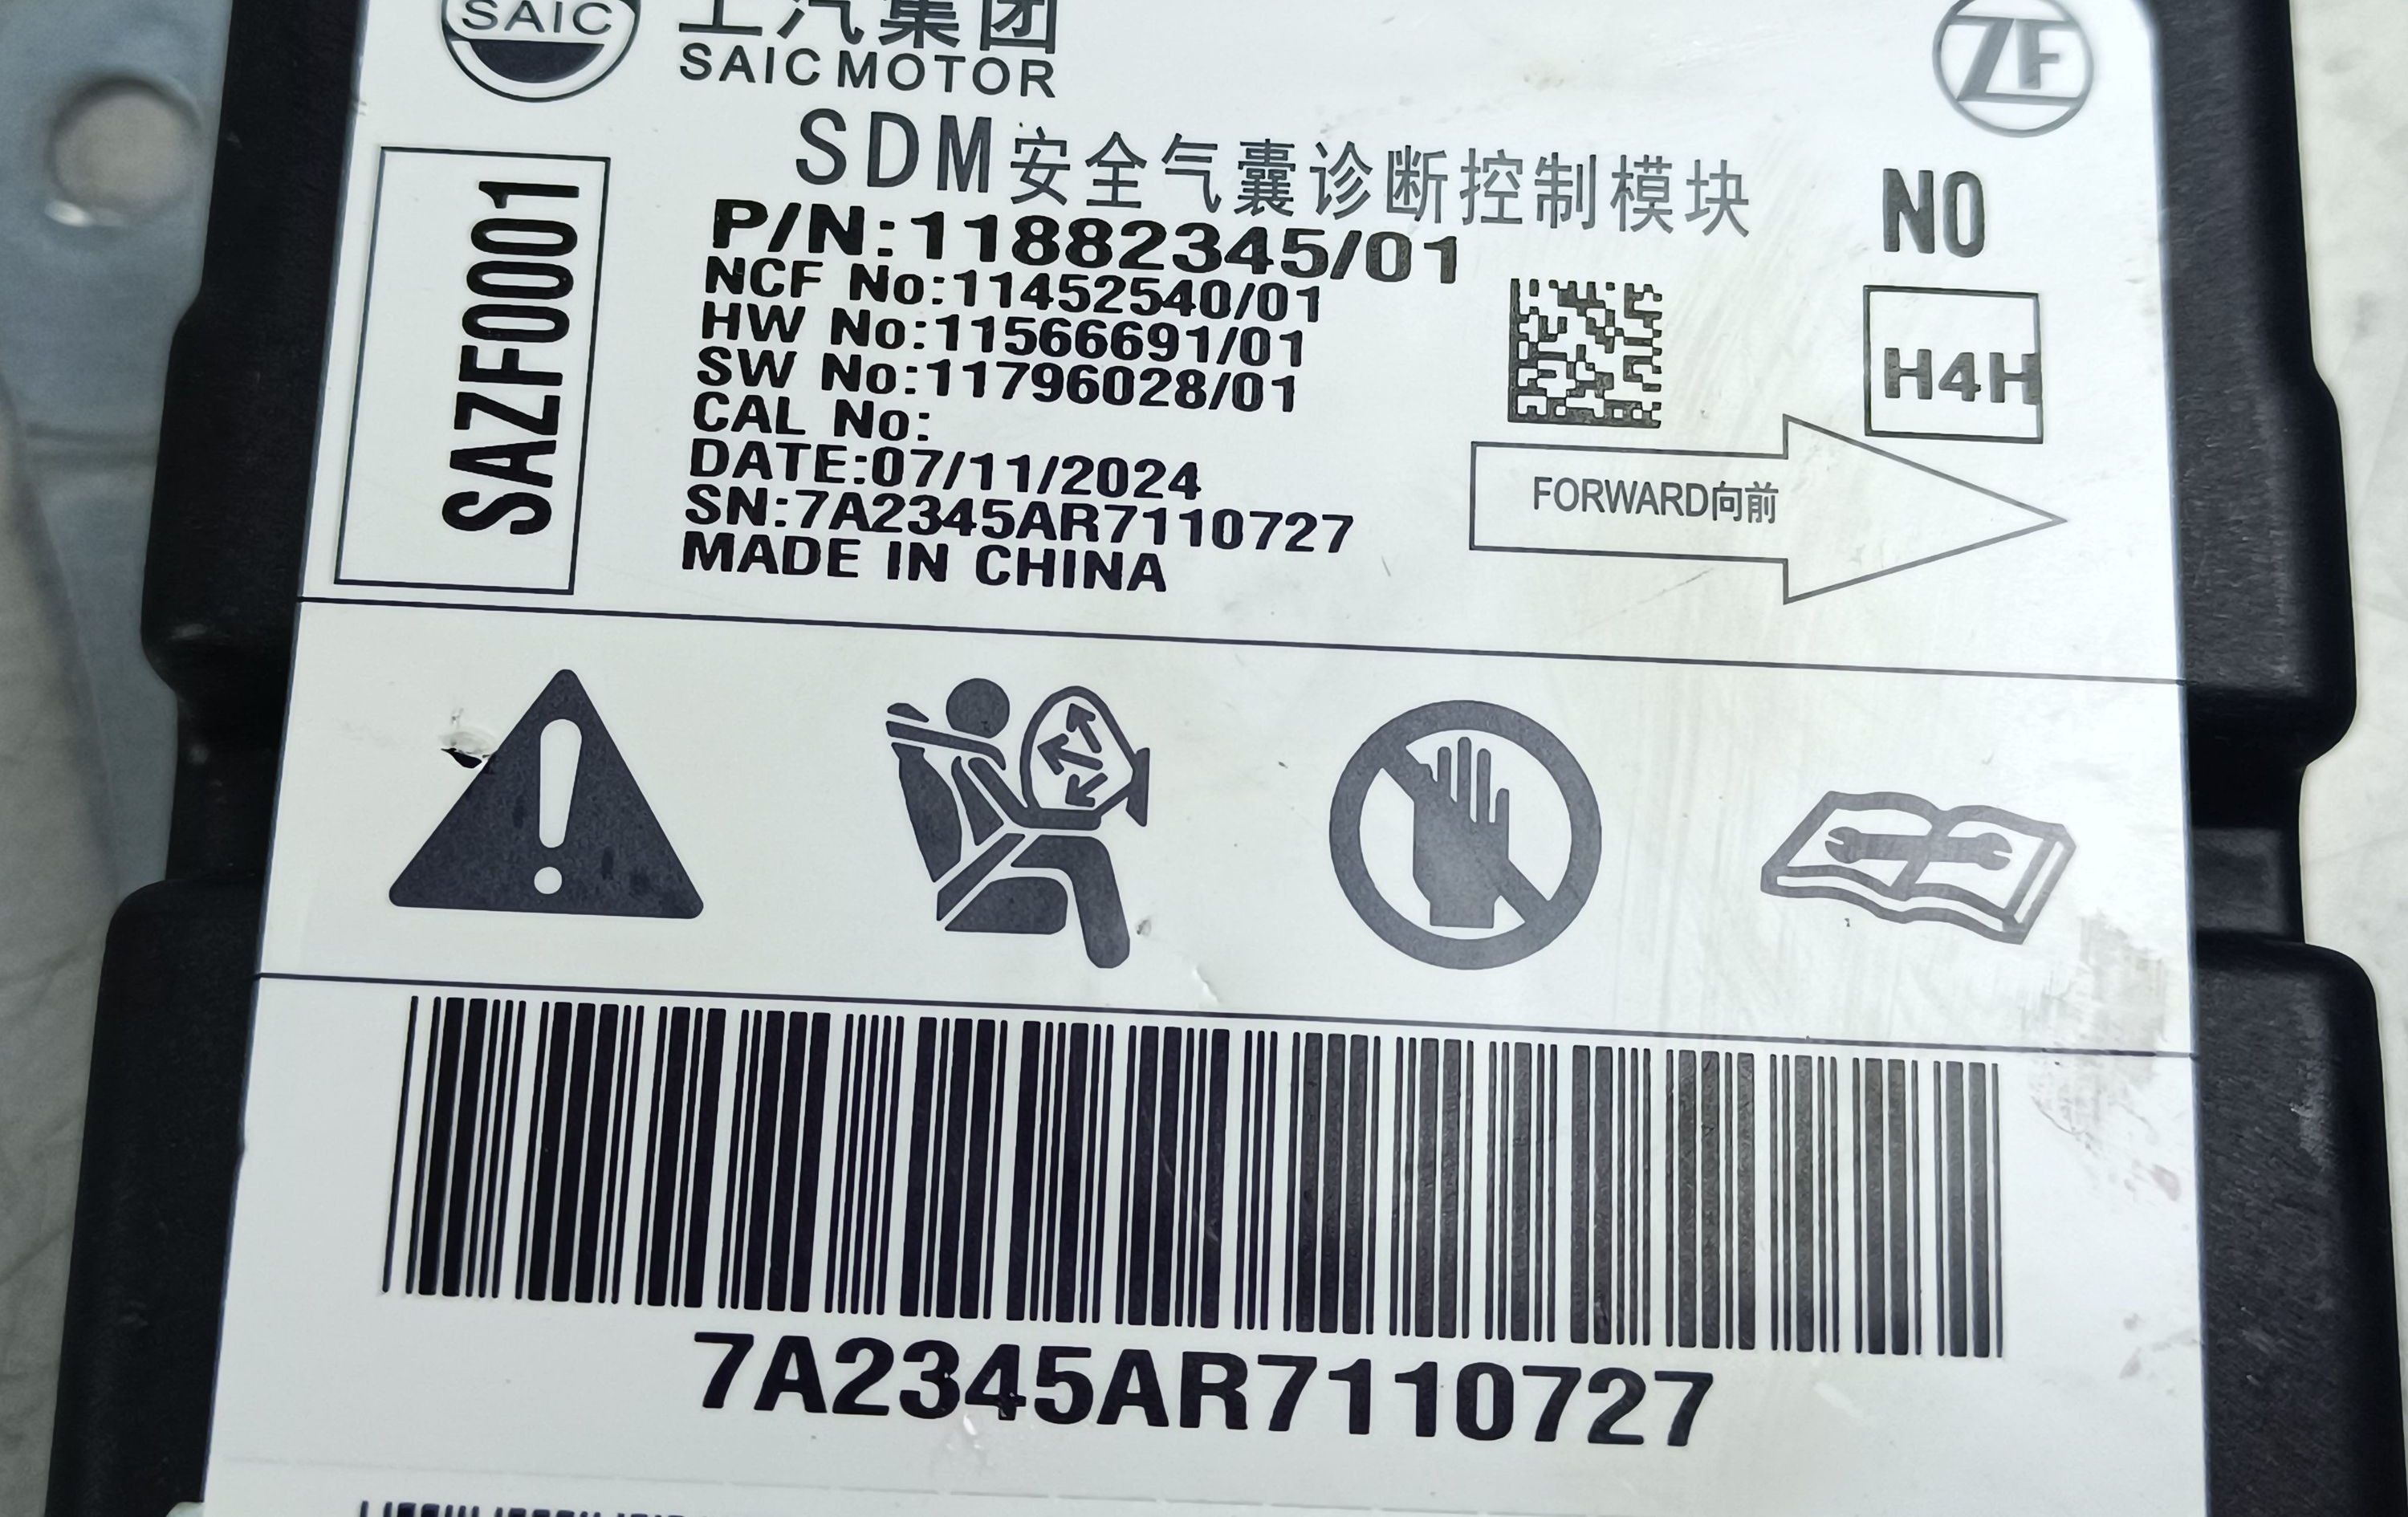 SAIC
上汽集团
SAIC MOTOR
ZF
SDM安全气囊诊断控制模块
N0
SAZF0001
P/N:11882345/01
NCF No:11452540/01
HW No:11566691/01
SW No:11796028/01
CAL No:
DATE:07/11/2024
SN:7A2345AR7110727
MADE IN CHINA
H4H
FORWARD向前
7A2345AR7110727